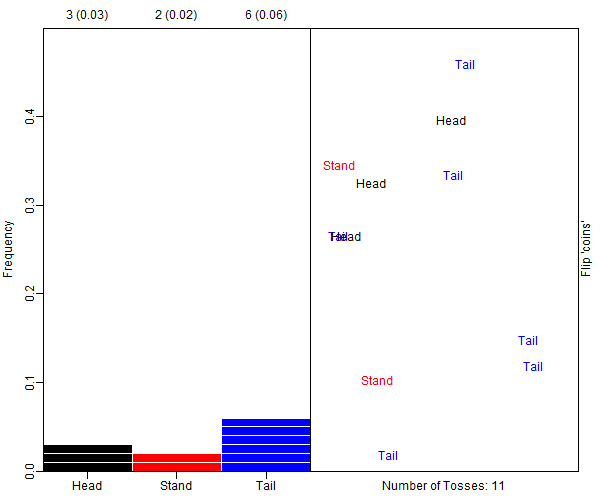 3 (0.03) 2 (0.02) 6 (0.06)
Frequency
0.4
0.3
0.2
0.1
0.0
Head Stand Tail
Tail
Head
Stand
Tail
Head
Tail
Head
Tail
Tail
Stand
Tail
Flip 'coins'
Number of Tosses: 11